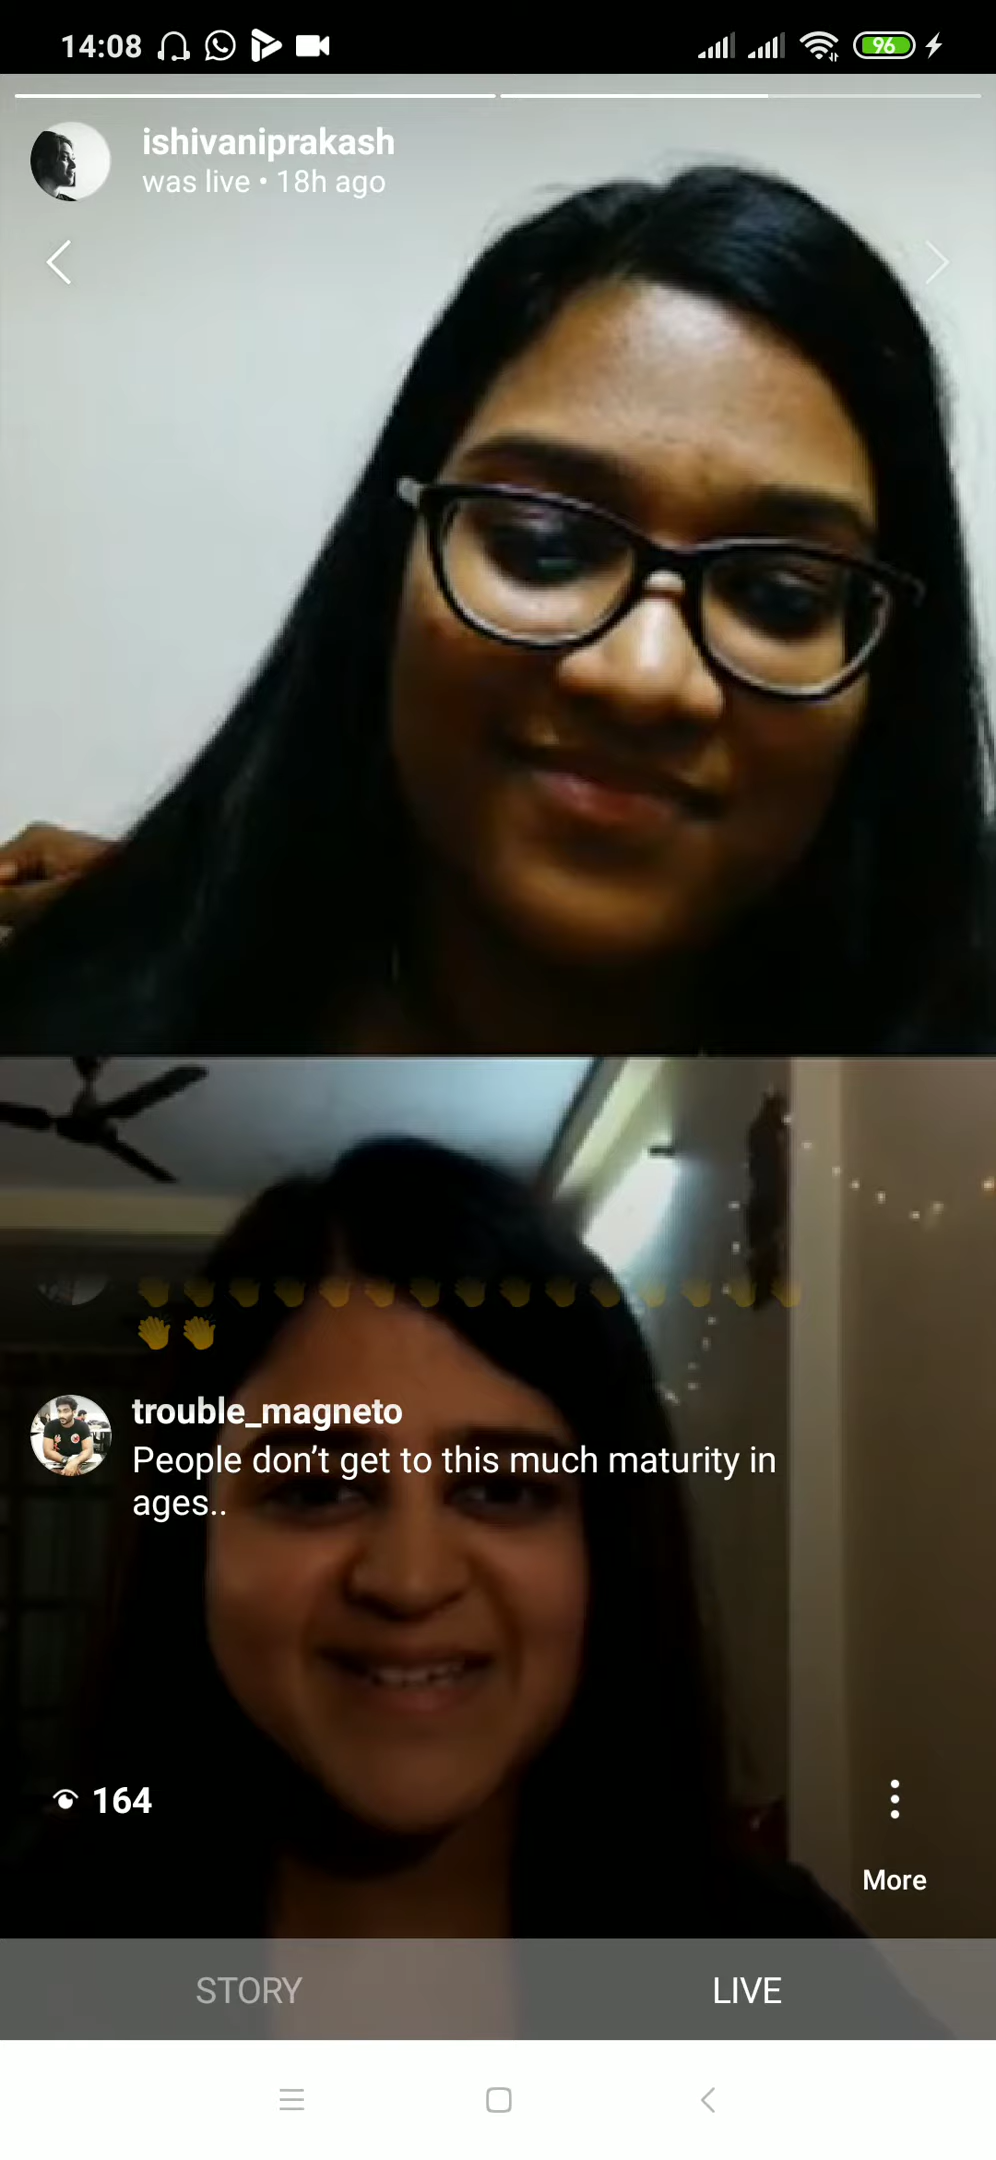 14:08
96
ishivaniprakash
was live • 18h ago
trouble_magneto
People don’t get to this much maturity in
ages..
164
More
STORY
LIVE